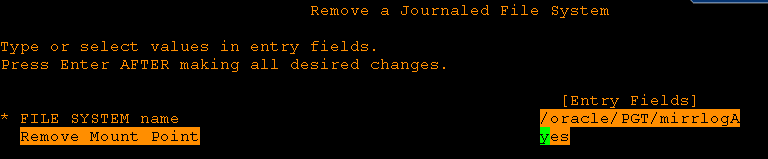 Remove a Journaled File System
Type or select values in entry fields.
Press Enter AFTER making all desired changes.
[Entry Fields]
* FILE SYSTEM name /oracle/PGT/mirrlogA
Remove Mount Point yes